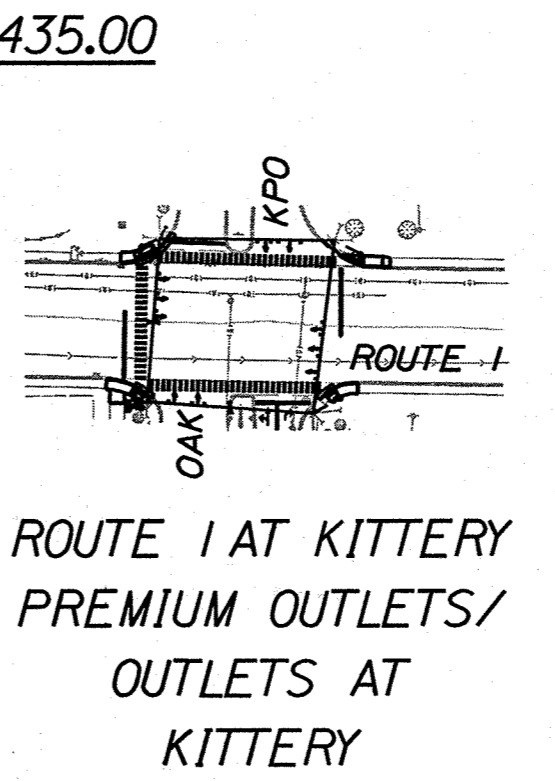 435.00
KPO
ROUTE 1
OAK
ROUTE 1 AT KITTERY
PREMIUM OUTLETS/
OUTLETS AT
KITTERY